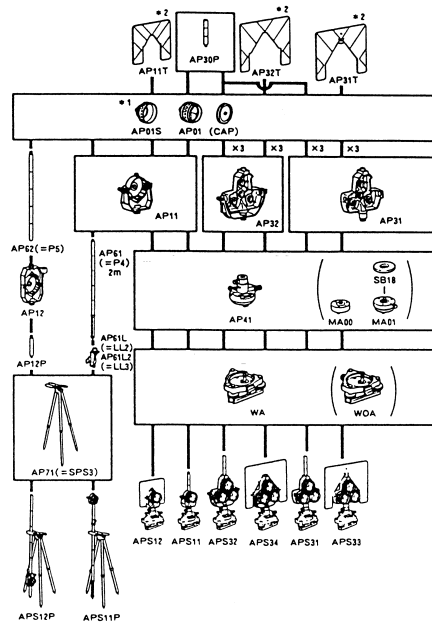 *2
*2
*2
AP11T
AP30P
AP32T
AP31T
*1
AP01S
AP01
(CAP)
×3
×3
×3
×3
AP11
AP32
AP31
AP62(=P5)
AP61
(=P4)
2m
AP12
AP41
SB18
MA00
MA01
AP12P
AP61L
(=LL2)
AP61L2
(=LL3)
WA
WOA
AP71(=SPS3)
APS12
APS11
APS32
APS34
APS31
APS33
APS12P
APS11P